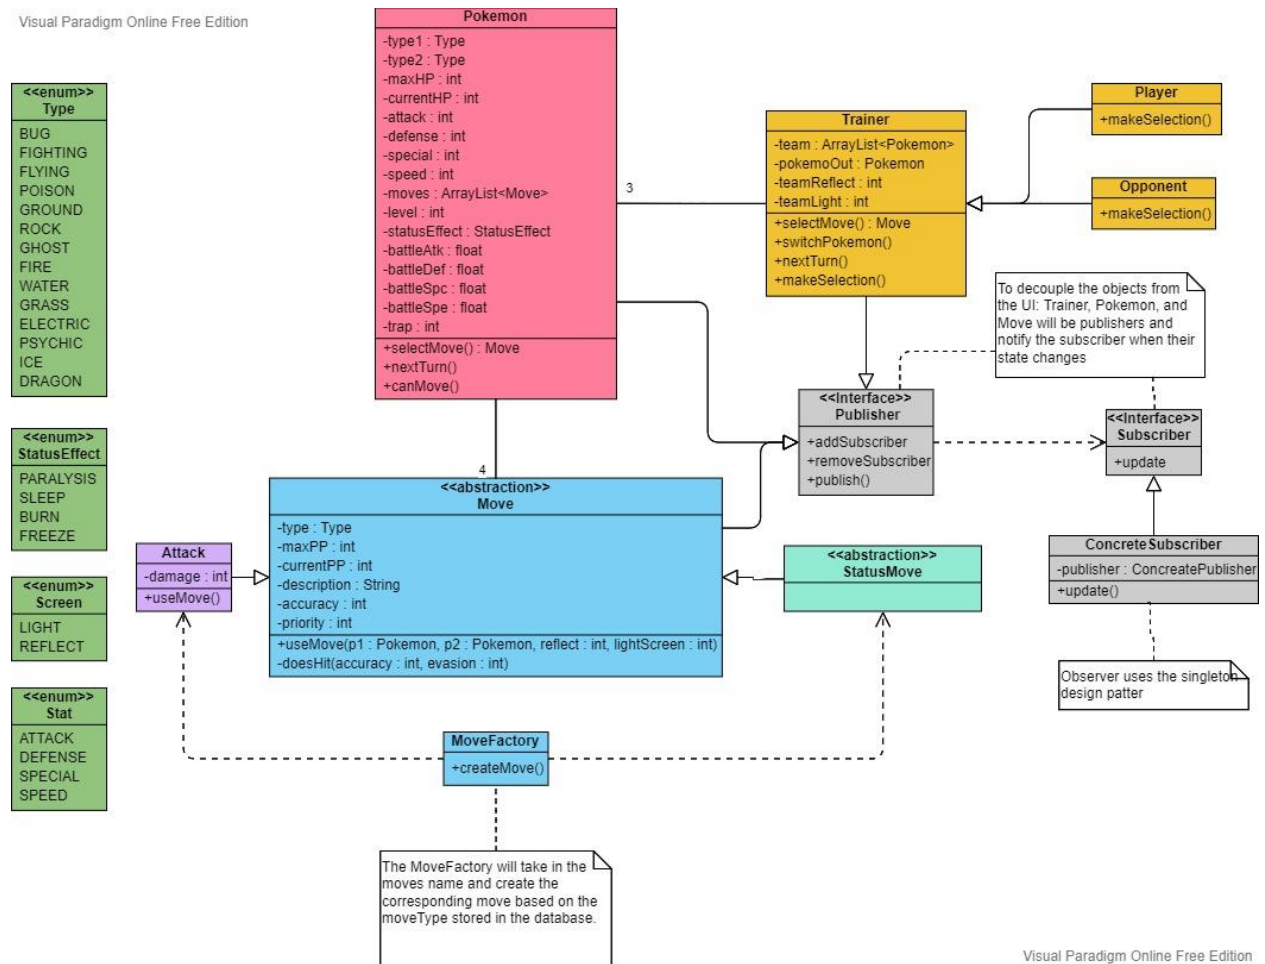 Visual Paradigm Online Free Edition
<<enum>>
Type
BUG
FIGHTING
FLYING
POISON
GROUND
ROCK
GHOST
FIRE
WATER
GRASS
ELECTRIC
PSYCHIC
ICE
DRAGON
<<enum>>
StatusEffect
PARALYSIS
SLEEP
BURN
FREEZE
<<enum>>
Screen
LIGHT
REFLECT
<<enum>>
Stat
ATTACK
DEFENSE
SPECIAL
SPEED
Pokemon
-type1 : Type
-type2 : Type
-maxHP : int
-currentHP : int
-attack : int
-defense : int
-special : int
-speed : int
-moves : ArrayList<Move>
-level : int
-statusEffect : StatusEffect
-battleAtk : float
-battleDef : float
-battleSpc : float
-battleSpe : float
-trap : int
+selectMove() : Move
+nextTurn()
+canMove()
3
4
Trainer
-team : ArrayList<Pokemon>
-pokemoOut : Pokemon
-teamReflect : int
-teamLight : int
+selectMove() : Move
+switchPokemon()
+nextTurn()
+makeSelection()
Player
+makeSelection()
Opponent
+makeSelection()
To decouple the objects from
the UI: Trainer, Pokemon, and
Move will be publishers and
notify the subscriber when their
state changes
<<Interface>>
Publisher
+addSubscriber
+removeSubscriber
+publish()
<<Interface>>
Subscriber
+update
ConcreteSubscriber
-publisher : ConcreatePublisher
+update()
Observer uses the singleton
design patter
<<abstraction>>
Move
-type : Type
-maxPP : int
-currentPP : int
-description : String
-accuracy : int
-priority : int
+useMove(p1 : Pokemon, p2 : Pokemon, reflect : int, lightScreen : int)
-doesHit(accuracy : int, evasion : int)
Attack
-damage : int
+useMove()
<<abstraction>>
StatusMove
MoveFactory
+createMove()
The MoveFactory will take in the
moves name and create the
corresponding move based on the
moveType stored in the database.
Visual Paradigm Online Free Edition